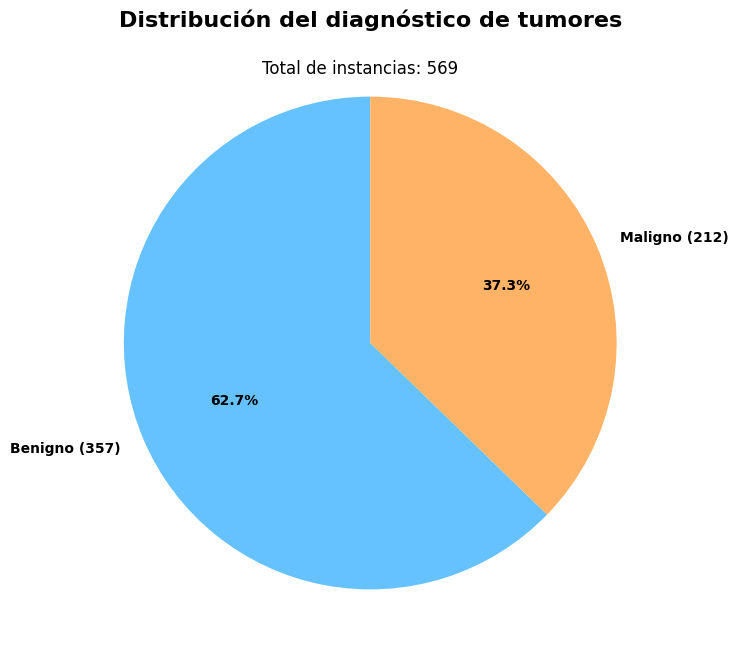 Distribución del diagnóstico de tumores
Total de instancias: 569
Maligno (212)
37.3%
62.7%
Benigno (357)